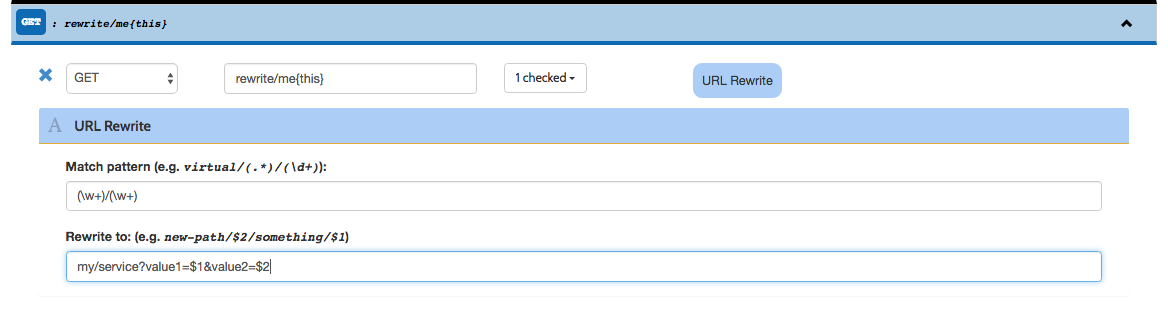 GET : rewrite/me{this}
GET rewrite/me{this} 1 checked URL Rewrite
A URL Rewrite
Match pattern (e.g. virtual/(.*)/(\d+)):
(\w+)/(\w+)
Rewrite to: (e.g. new-path/$2/something/$1)
my/service?value1=$1&value2=$2